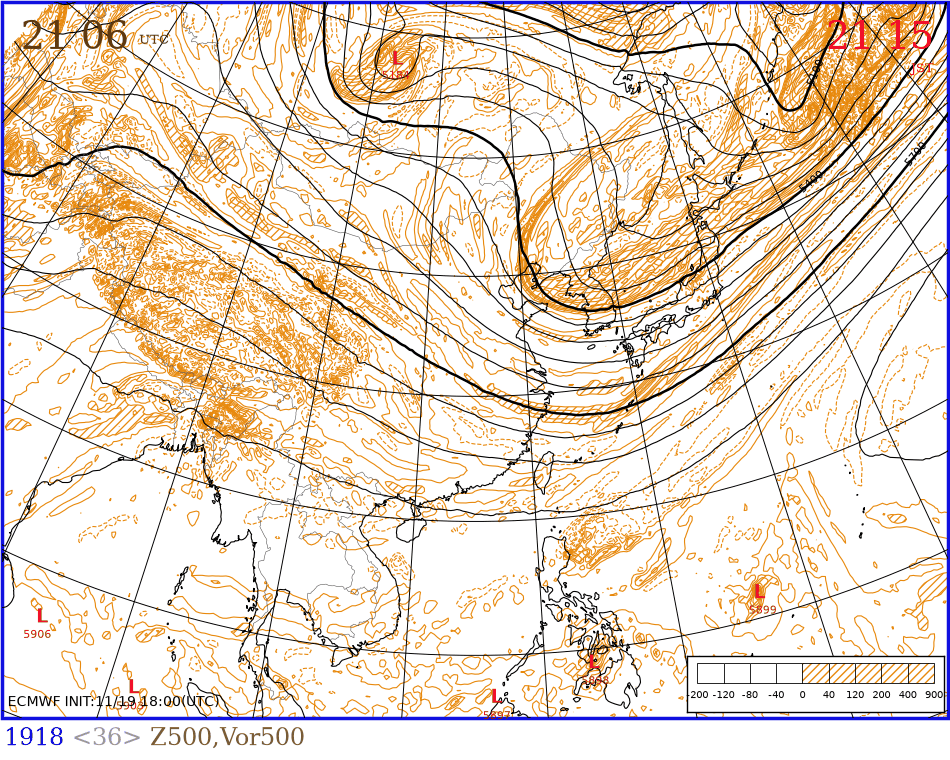 21 06 UTC
21 15
JST
L
5184
5100
5400
5700
L
5899
L
5906
L
L
L
ECMWF INIT:11/19 18:00(UTC)
-200 -120 -80 -40 0 40 120 200 400 900
1918 <36> Z500,Vor500